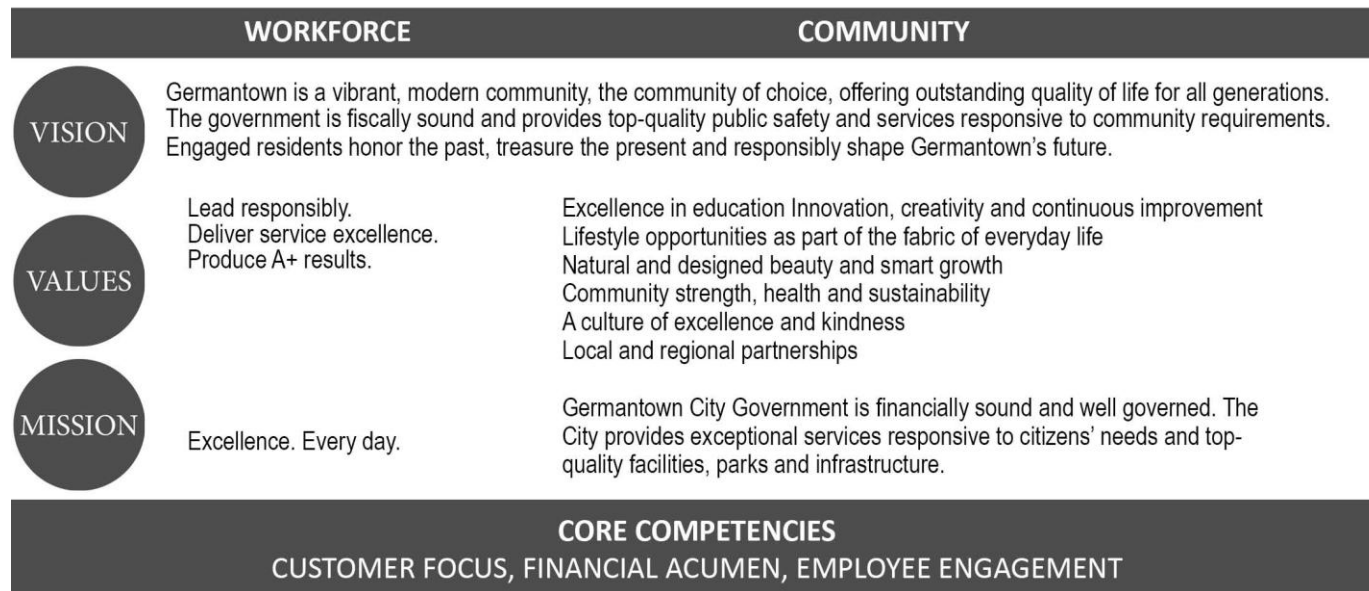 WORKFORCE COMMUNITY
VISION
Germantown is a vibrant, modern community, the community of choice, offering outstanding quality of life for all generations.
The government is fiscally sound and provides top-quality public safety and services responsive to community requirements.
Engaged residents honor the past, treasure the present and responsibly shape Germantown’s future.
VALUES
Lead responsibly.
Deliver service excellence.
Produce A+ results.
Excellence in education Innovation, creativity and continuous improvement
Lifestyle opportunities as part of the fabric of everyday life
Natural and designed beauty and smart growth
Community strength, health and sustainability
A culture of excellence and kindness
Local and regional partnerships
MISSION
Excellence. Every day.
Germantown City Government is financially sound and well governed. The
City provides exceptional services responsive to citizens’ needs and top-
quality facilities, parks and infrastructure.
CORE COMPETENCIES
CUSTOMER FOCUS, FINANCIAL ACUMEN, EMPLOYEE ENGAGEMENT